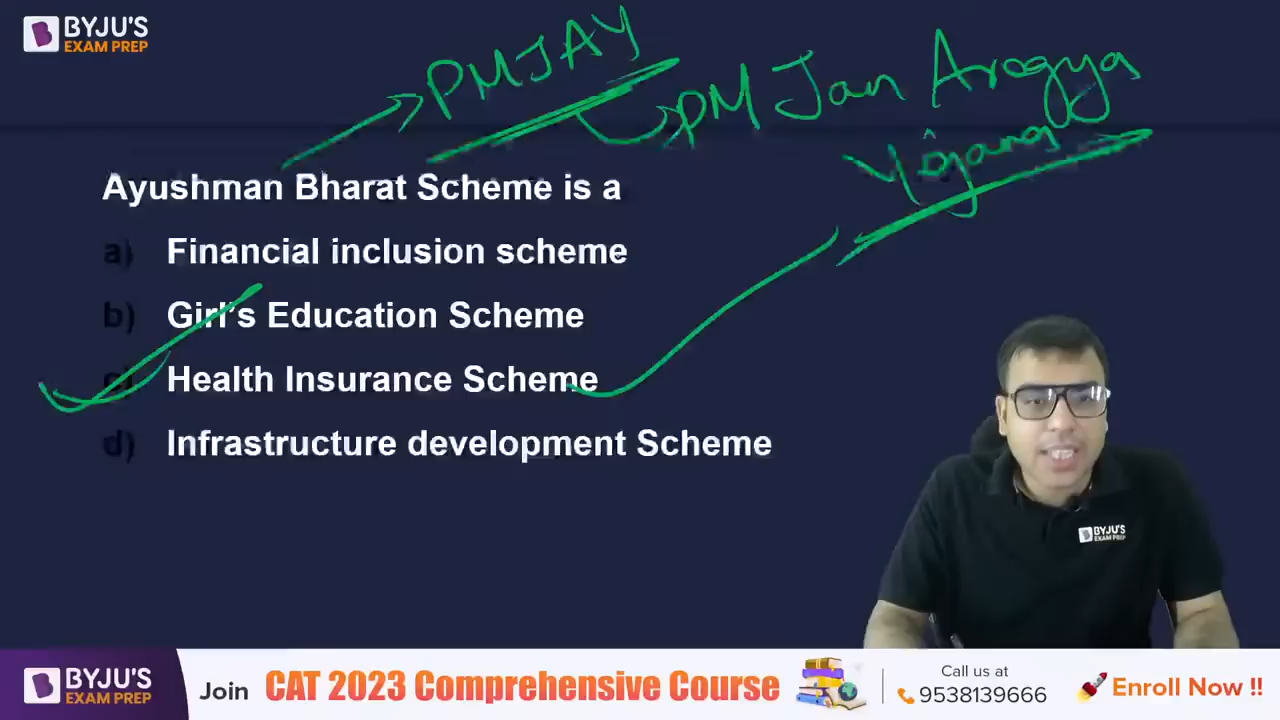 BYJU'S
EXAM PREP
PMJAY
PM Jan Arogya
Yojana
Ayushman Bharat Scheme is a
a) Financial inclusion scheme
b) Girl's Education Scheme
c) Health Insurance Scheme
d) Infrastructure development Scheme
BYJU'S
EXAM PREP
BYJU'S
EXAM PREP
Join CAT 2023 Comprehensive Course
Call us at
9538139666
Enroll Now !!